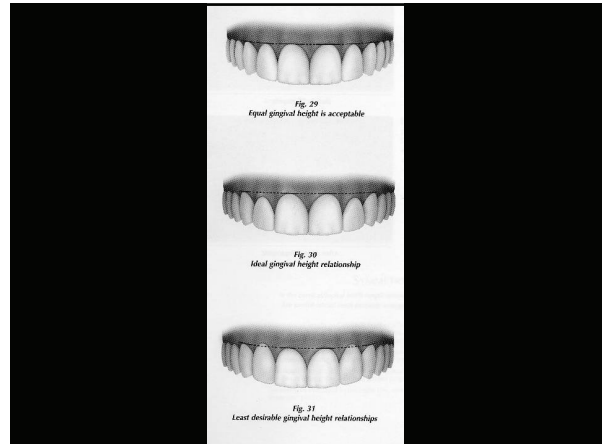 Fig. 29
Equal gingival height is acceptable
Fig. 30
Ideal gingival height relationship
Fig. 31
Least desirable gingival height relationships